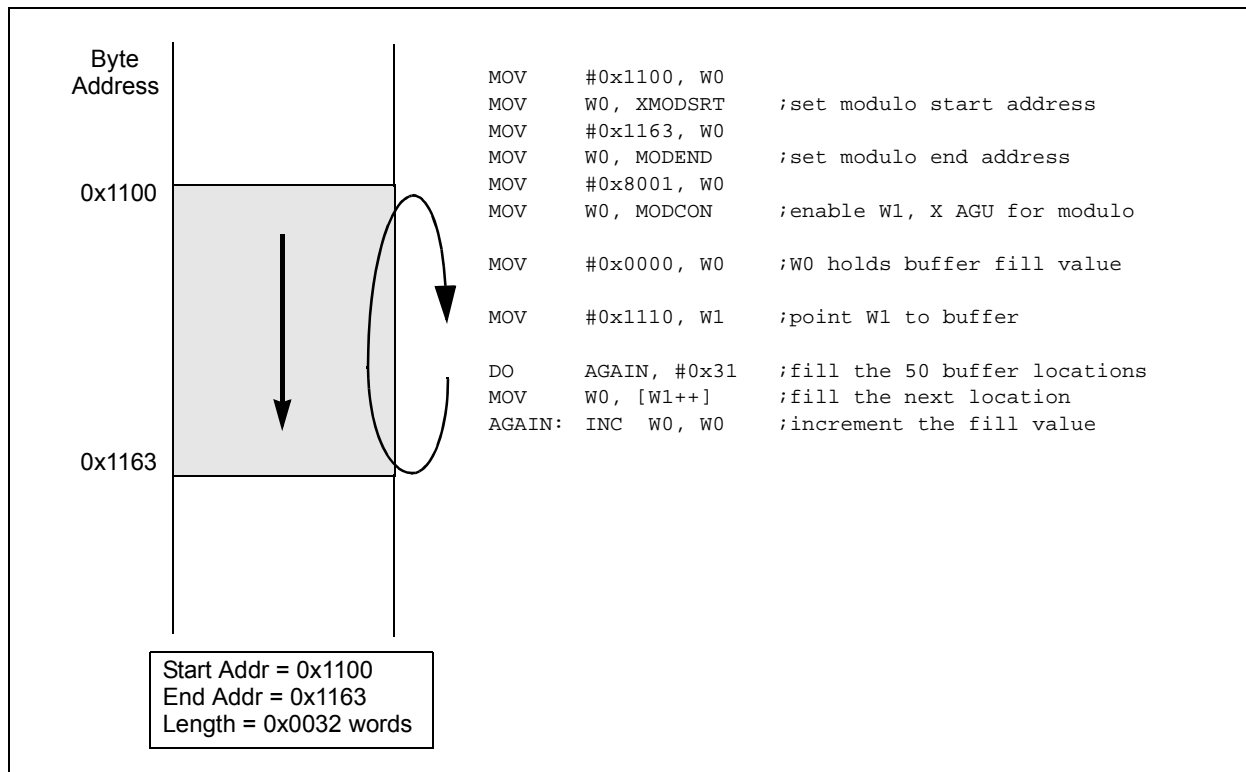 Byte
Address
0x1100
0x1163
MOV #0x1100, W0
MOV W0, XMODSRT ;set modulo start address
MOV #0x1163, W0
MOV W0, MODEND ;set modulo end address
MOV #0x8001, W0
MOV W0, MODCON ;enable W1, X AGU for modulo
MOV #0x0000, W0 ;W0 holds buffer fill value
MOV #0x1110, W1 ;point W1 to buffer
DO AGAIN, #0x31 ;fill the 50 buffer locations
MOV W0, [W1++] ;fill the next location
AGAIN: INC W0, W0 ;increment the fill value
Start Addr = 0x1100
End Addr = 0x1163
Length = 0x0032 words